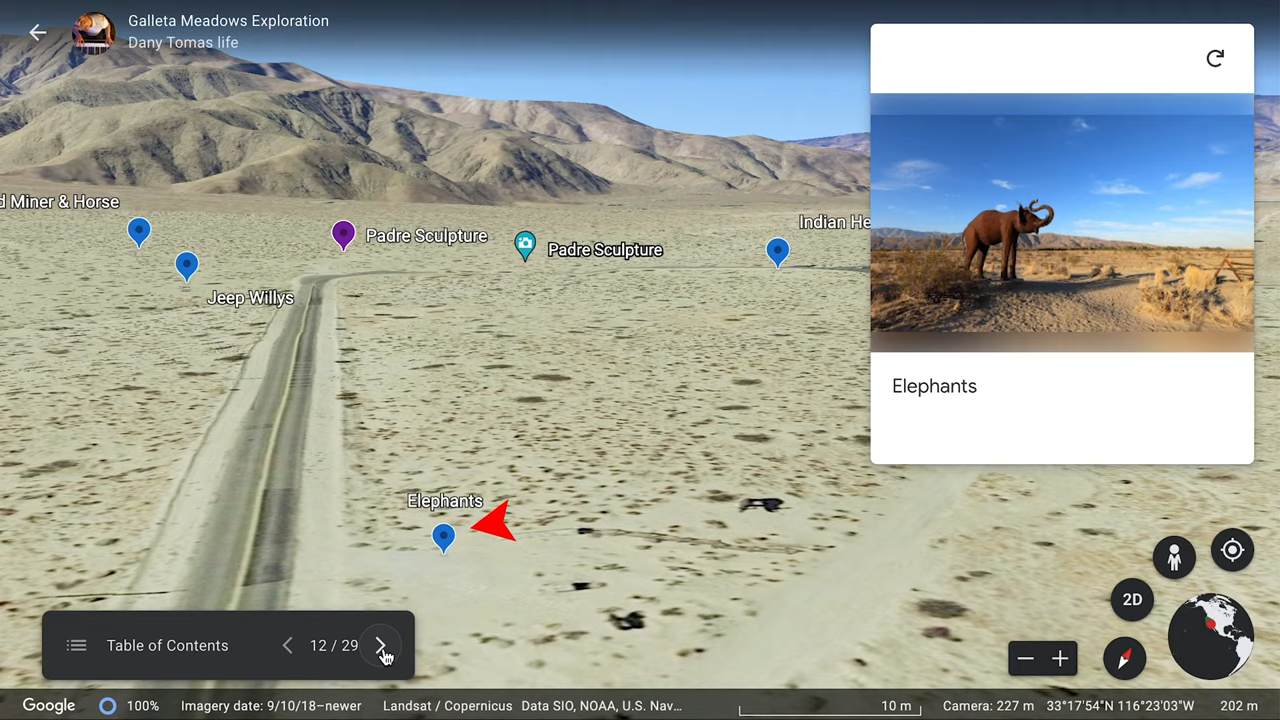 Galleta Meadows Exploration
Dany Tomas life
d Miner & Horse
Jeep Willys
Padre Sculpture
Padre Sculpture
Indian He
Elephants
Elephants
Table of Contents
12 / 29
2D
Google
100%
Imagery date: 9/10/18–newer
Landsat / Copernicus
Data SIO, NOAA, U.S. Nav…
10 m
Camera: 227 m
33°17'54"N 116°23'03"W
202 m